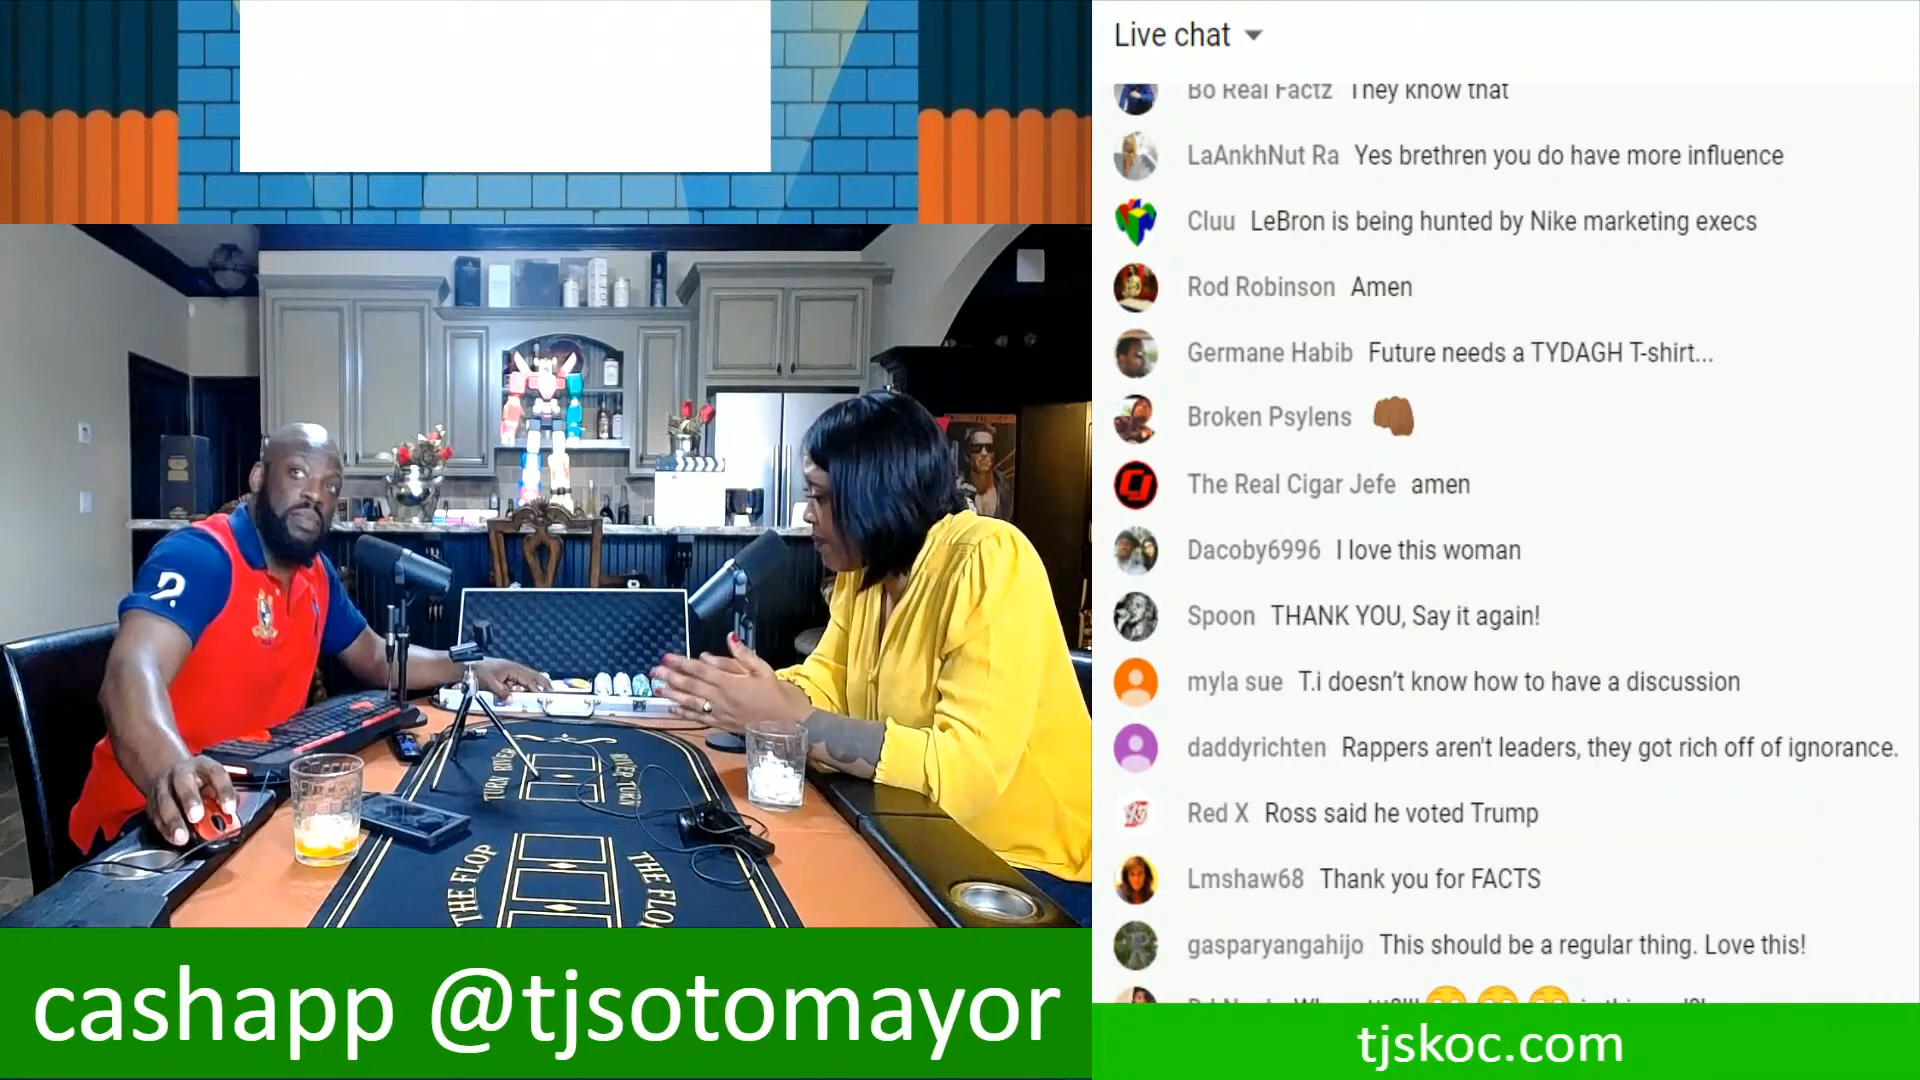 Live chat
Bo Real Factz They know that
LaAnkhNut Ra Yes brethren you do have more influence
Cluu LeBron is being hunted by Nike marketing execs
Rod Robinson Amen
Germane Habib Future needs a TYDAGH T-shirt...
Broken Psylens
The Real Cigar Jefe amen
Dacoby6996 I love this woman
Spoon THANK YOU, Say it again!
myla sue T.i doesn’t know how to have a discussion
daddyrichten Rappers aren't leaders, they got rich off of ignorance.
Red X Ross said he voted Trump
Lmshaw68 Thank you for FACTS
gasparyangahijo This should be a regular thing. Love this!
2
TURN RIVER
RIVER TURN
THE FLOP
THE FLOP
cashapp @tjsotomayor
tjskoc.com